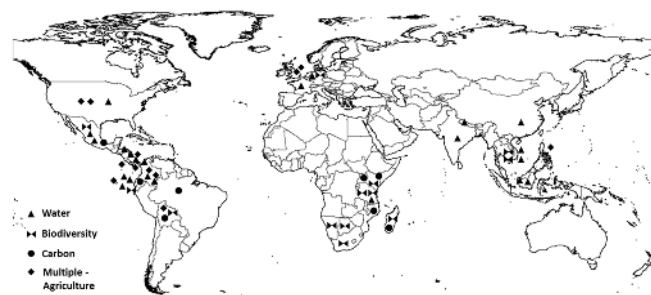 Water
Biodiversity
Carbon
Multiple -
Agriculture